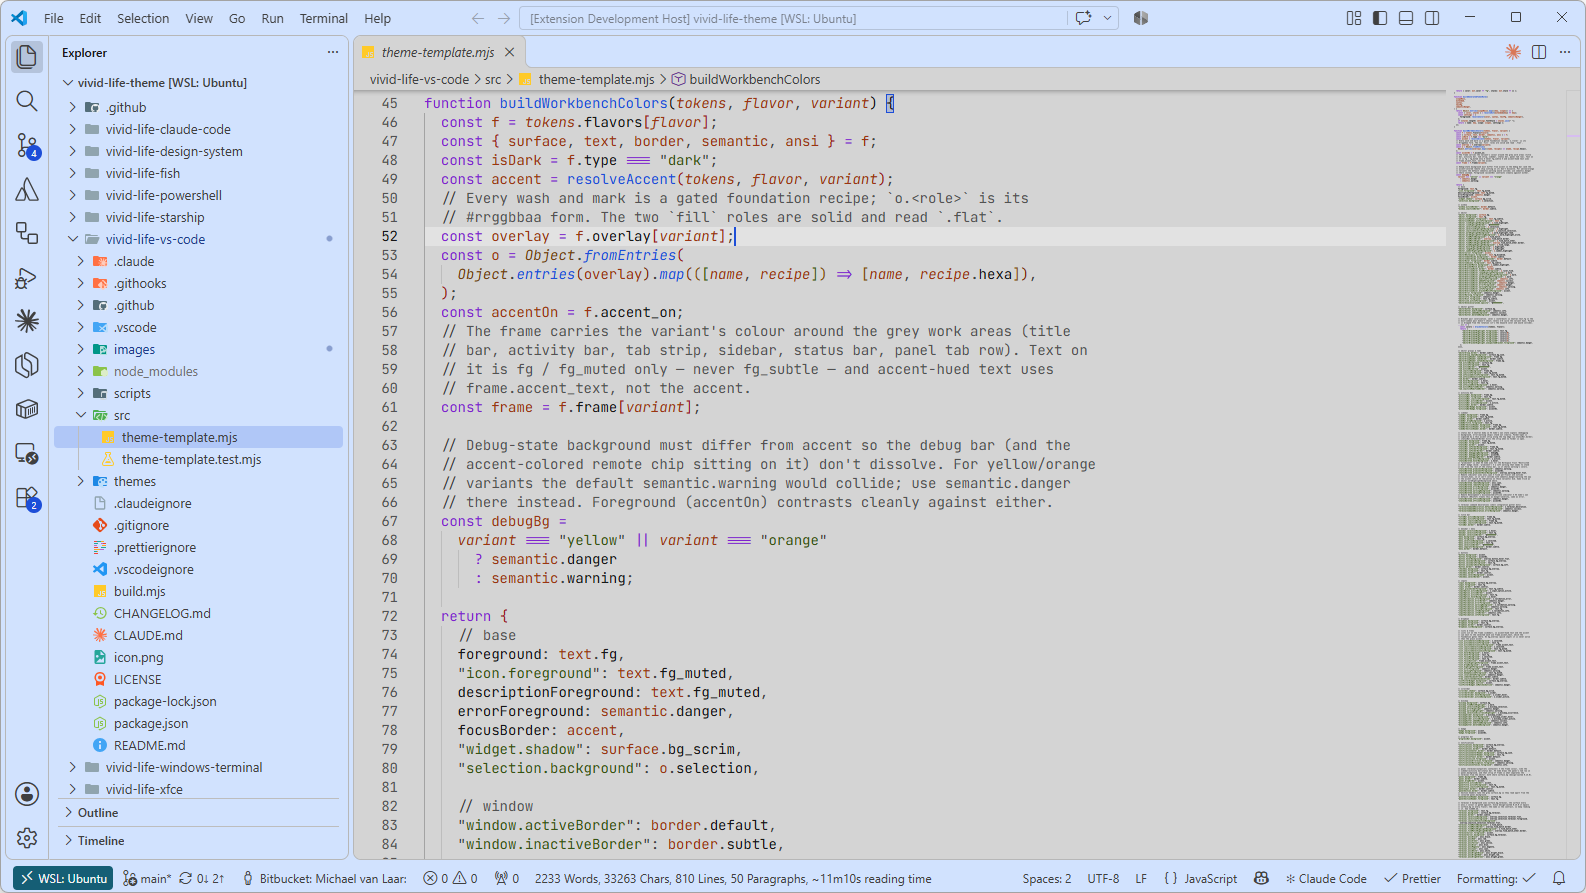 File Edit Selection View Go Run Terminal Help
[Extension Development Host] vivid-life-theme [WSL: Ubuntu]
Explorer
vivid-life-theme [WSL: Ubuntu]
.github
vivid-life-claude-code
vivid-life-design-system
vivid-life-fish
vivid-life-powershell
vivid-life-starship
vivid-life-vs-code
.claude
.githooks
.github
.vscode
images
node_modules
scripts
src
theme-template.mjs
theme-template.test.mjs
themes
.claudeignore
.gitignore
.prettierignore
.vscodeignore
build.mjs
CHANGELOG.md
CLAUDE.md
icon.png
LICENSE
package-lock.json
package.json
README.md
vivid-life-windows-terminal
vivid-life-xfce
Outline
Timeline
4
2
theme-template.mjs
vivid-life-vs-code > src > theme-template.mjs > buildWorkbenchColors
45 function buildWorkbenchColors(tokens, flavor, variant) {
46 const f = tokens.flavors[flavor];
47 const { surface, text, border, semantic, ansi } = f;
48 const isDark = f.type === "dark";
49 const accent = resolveAccent(tokens, flavor, variant);
50 // Every wash and mark is a gated foundation recipe; `o.<role>` is its
51 // #rrggbbaa form. The two `fill` roles are solid and read `.flat`.
52 const overlay = f.overlay[variant];
53 const o = Object.fromEntries(
54 Object.entries(overlay).map(([name, recipe]) => [name, recipe.hexa]),
55 );
56 const accentOn = f.accent_on;
57 // The frame carries the variant's colour around the grey work areas (title
58 // bar, activity bar, tab strip, sidebar, status bar, panel tab row). Text on
59 // it is fg / fg_muted only — never fg_subtle — and accent-hued text uses
60 // frame.accent_text, not the accent.
61 const frame = f.frame[variant];
62
63 // Debug-state background must differ from accent so the debug bar (and the
64 // accent-colored remote chip sitting on it) don't dissolve. For yellow/orange
65 // variants the default semantic.warning would collide; use semantic.danger
66 // there instead. Foreground (accentOn) contrasts cleanly against either.
67 const debugBg =
68 variant === "yellow" || variant === "orange"
69 ? semantic.danger
70 : semantic.warning;
71
72 return {
73 // base
74 foreground: text.fg,
75 "icon.foreground": text.fg_muted,
76 descriptionForeground: text.fg_muted,
77 errorForeground: semantic.danger,
78 focusBorder: accent,
79 "widget.shadow": surface.bg_scrim,
80 "selection.background": o.selection,
81
82 // window
83 "window.activeBorder": border.default,
84 "window.inactiveBorder": border.subtle,
WSL: Ubuntu main* 0↓ 2↑ Bitbucket: Michael van Laar: 0 0 0 2233 Words, 33263 Chars, 810 Lines, 50 Paragraphs, ~11m10s reading time Spaces: 2 UTF-8 LF {} JavaScript Claude Code Prettier Formatting: